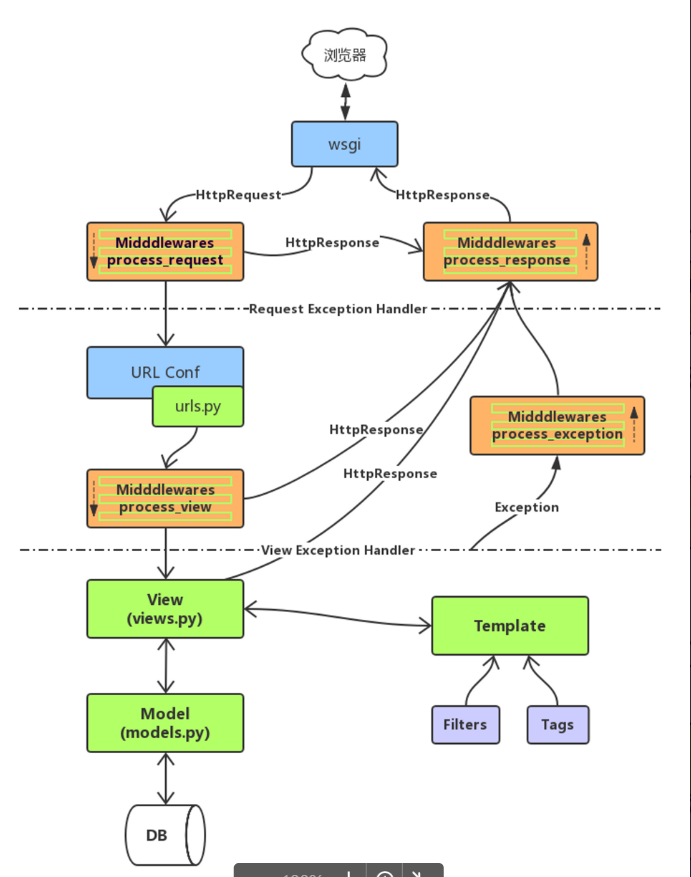 浏览器
wsgi
HttpRequest
HttpResponse
Midddlewares
process_request
HttpResponse
Midddlewares
process_response
Request Exception Handler
URL Conf
urls.py
Midddlewares
process_exception
HttpResponse
HttpResponse
Midddlewares
process_view
Exception
View Exception Handler
View
(views.py)
Template
Model
(models.py)
Filters
Tags
DB